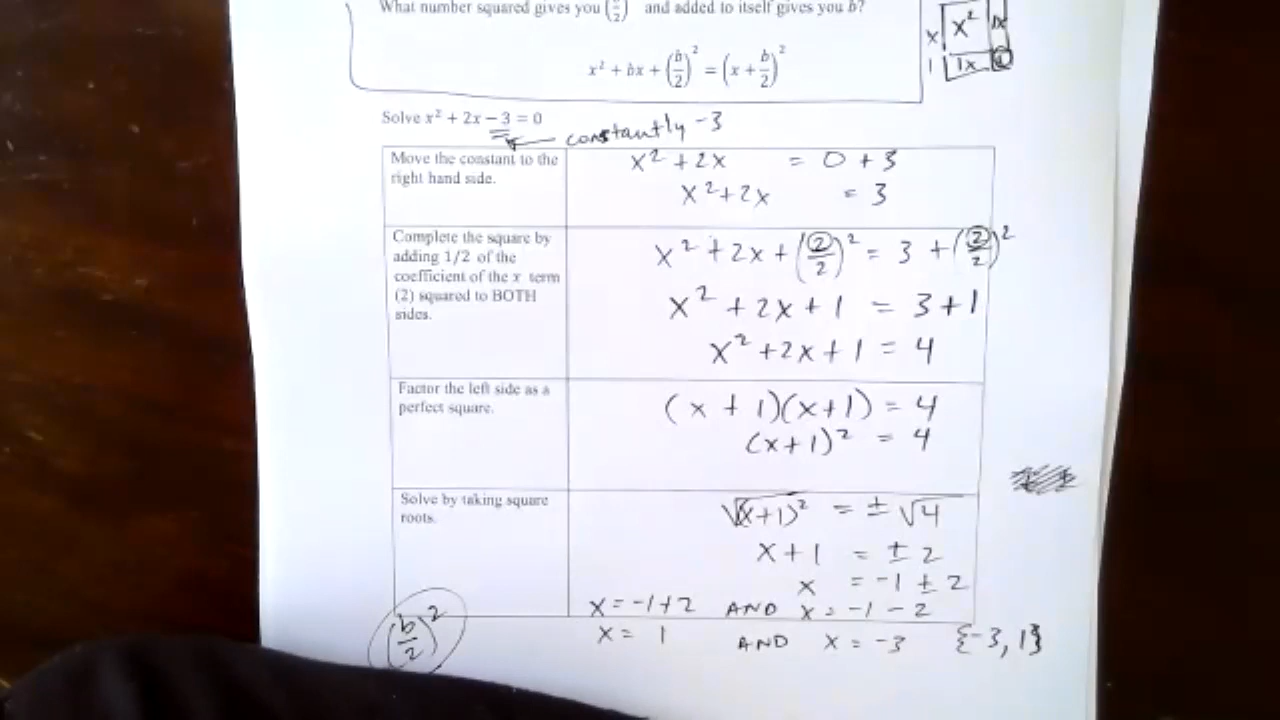 What number squared gives you (b/2)² and added to itself gives you b?
x² + bx + (b/2)² = (x + b/2)²
x x² 1x
1 1x 1
Solve x² + 2x − 3 = 0
constantly -3
Move the constant to the
right hand side.
x² + 2x = 0 + 3
x² + 2x = 3
Complete the square by
adding 1/2 of the
coefficient of the x term
(2) squared to BOTH
sides.
x² + 2x + (2/2)² = 3 + (2/2)²
x² + 2x + 1 = 3 + 1
x² + 2x + 1 = 4
Factor the left side as a
perfect square.
(x + 1)(x+1) = 4
(x+1)² = 4
Solve by taking square
roots.
√(x+1)² = ± √4
x + 1 = ± 2
x = -1 ± 2
x = -1+2 AND x = -1 - 2
x = 1 AND x = -3 {-3, 1}
(b/2)²